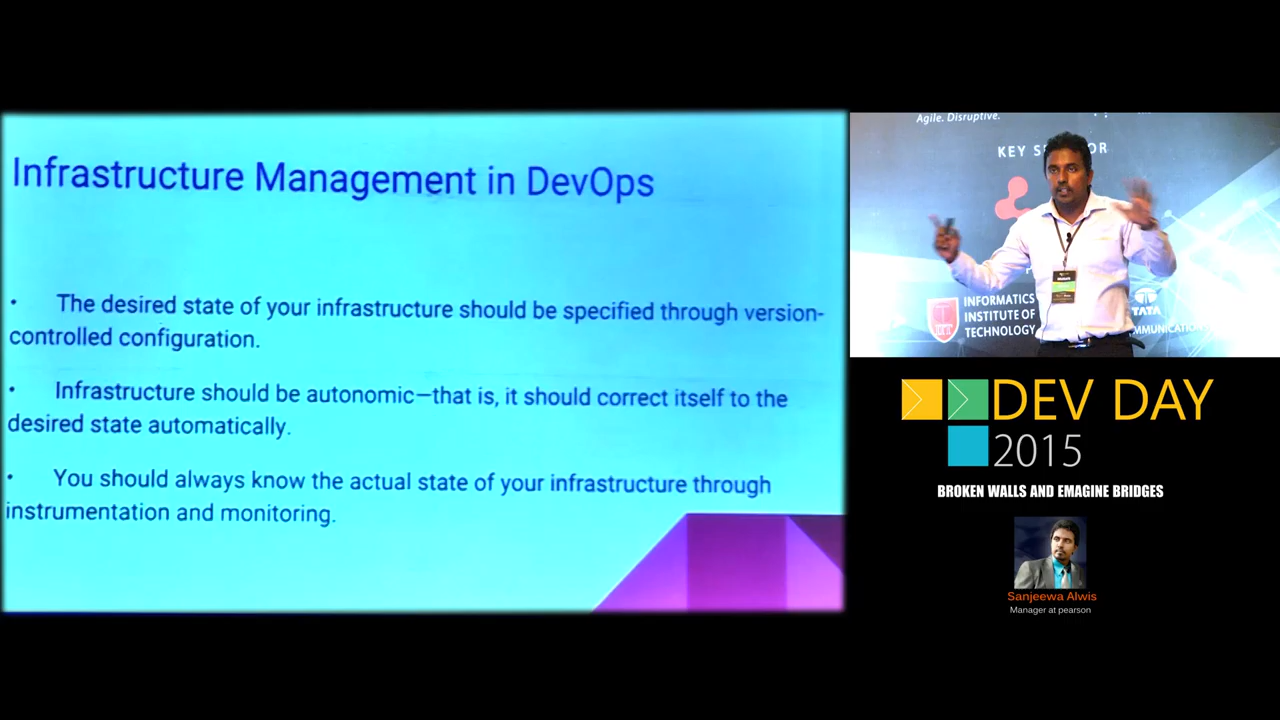 Infrastructure Management in DevOps
• The desired state of your infrastructure should be specified through version-
controlled configuration.
• Infrastructure should be autonomic—that is, it should correct itself to the
desired state automatically.
• You should always know the actual state of your infrastructure through
instrumentation and monitoring.
Agile. Disruptive.
KEY
INFORMATICS
INSTITUTE OF
TECHNOLOGY
TATA
DEV DAY
2015
BROKEN WALLS AND EMAGINE BRIDGES
Sanjeewa Alwis
Manager at pearson